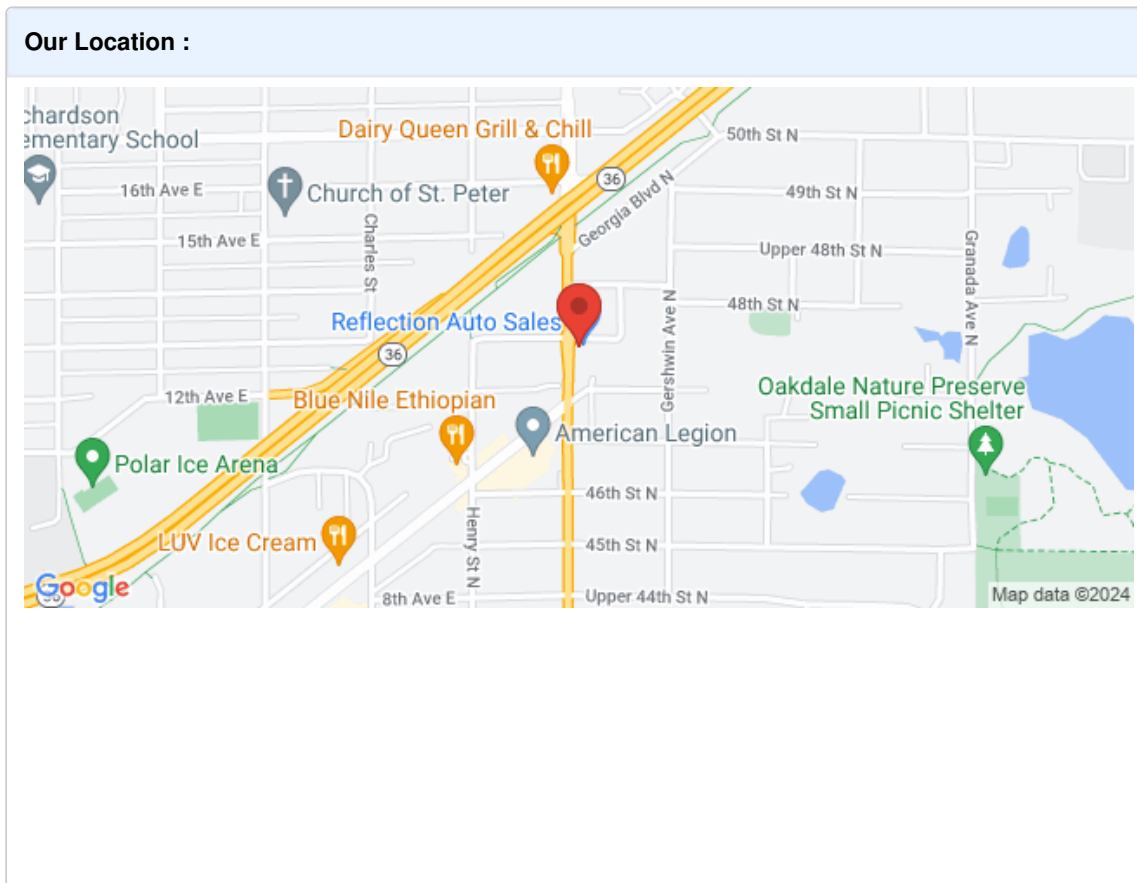 Our Location :
chardson
ementary School
Dairy Queen Grill & Chill
50th St N
16th Ave E
Church of St. Peter
36
49th St N
Georgia Blvd N
15th Ave E
Charles St
Upper 48th St N
Granada Ave N
48th St N
Gershwin Ave N
Reflection Auto Sales
36
12th Ave E
Blue Nile Ethiopian
Oakdale Nature Preserve
Small Picnic Shelter
American Legion
Polar Ice Arena
46th St N
LUV Ice Cream
Henry St N
45th St N
Google
8th Ave E
Upper 44th St N
Map data ©2024